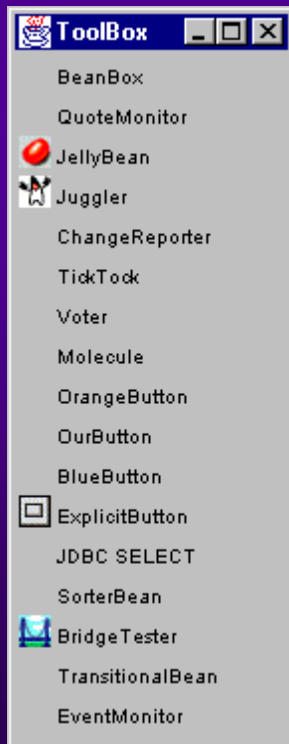 ToolBox
BeanBox
QuoteMonitor
JellyBean
Juggler
ChangeReporter
TickTock
Voter
Molecule
OrangeButton
OurButton
BlueButton
ExplicitButton
JDBC SELECT
SorterBean
BridgeTester
TransitionalBean
EventMonitor